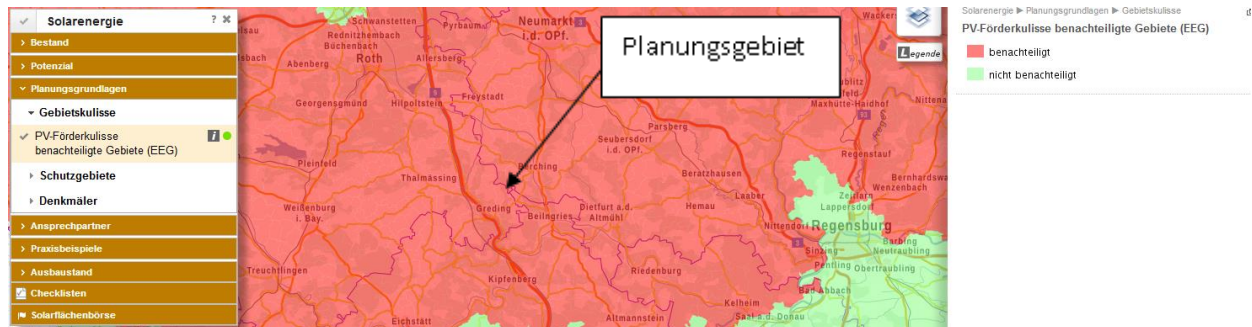 Solarenergie
? ✖
› Bestand
› Potenzial
Planungsgrundlagen
Gebietskulisse
PV-Förderkulisse
benachteiligte Gebiete (EEG)
Schutzgebiete
Denkmäler
› Ansprechpartner
› Praxisbeispiele
› Ausbaustand
Checklisten
Solarflächenbörse
Planungsgebiet
Schwanstetten
Pyrbaum
Neumarkt
i.d. OPf.
Rednitzhembach
Büchenbach
Roth
Allersberg
Abenberg
Georgensgmünd
Hilpoltstein
Freystadt
Maxhütte-Haidhof
Parsberg
Seubersdorf
i.d. OPf.
Regenstauf
Pleinfeld
Thalmässing
Berching
Beratzhausen
Bernhardswa
Wenzenbach
Laaber
Zeitlarn
Lappersdorf
Weißenburg
i. Bay.
Greding
Beilngries
Dietfurt a.d.
Altmühl
Hemau
Nittendorf
Regensburg
Sinzing
Barbing
Neutraubling
Pentling
Obertraubling
Treuchtlingen
Kipfenberg
Riedenburg
Bad Abbach
Kelheim
Eichstätt
Altmannstein
Saal a.d. Donau
Legende
Solarenergie ▶ Planungsgrundlagen ▶ Gebietskulisse
PV-Förderkulisse benachteiligte Gebiete (EEG)
benachteiligt
nicht benachteiligt